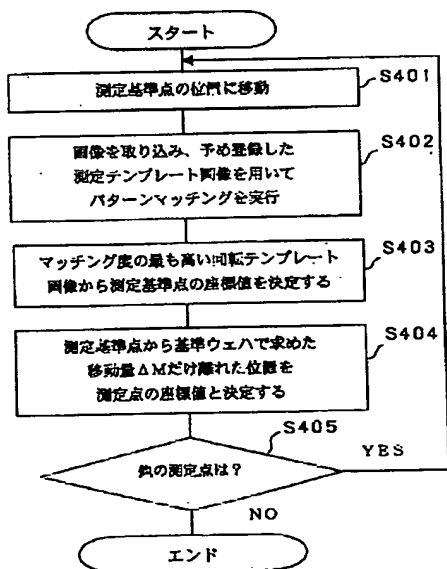 スタート
測定基準点の位置に移動
S401
画像を取り込み、予め登録した
測定テンプレート画像を用いて
パターンマッチングを実行
S402
マッチング度の最も高い回転テンプレート
画像から測定基準点の座標値を決定する
S403
測定基準点から基準ウェハで求めた
移動量ΔMだけ離れた位置を
測定点の座標値と決定する
S404
S405
他の測定点は?
YES
NO
エンド